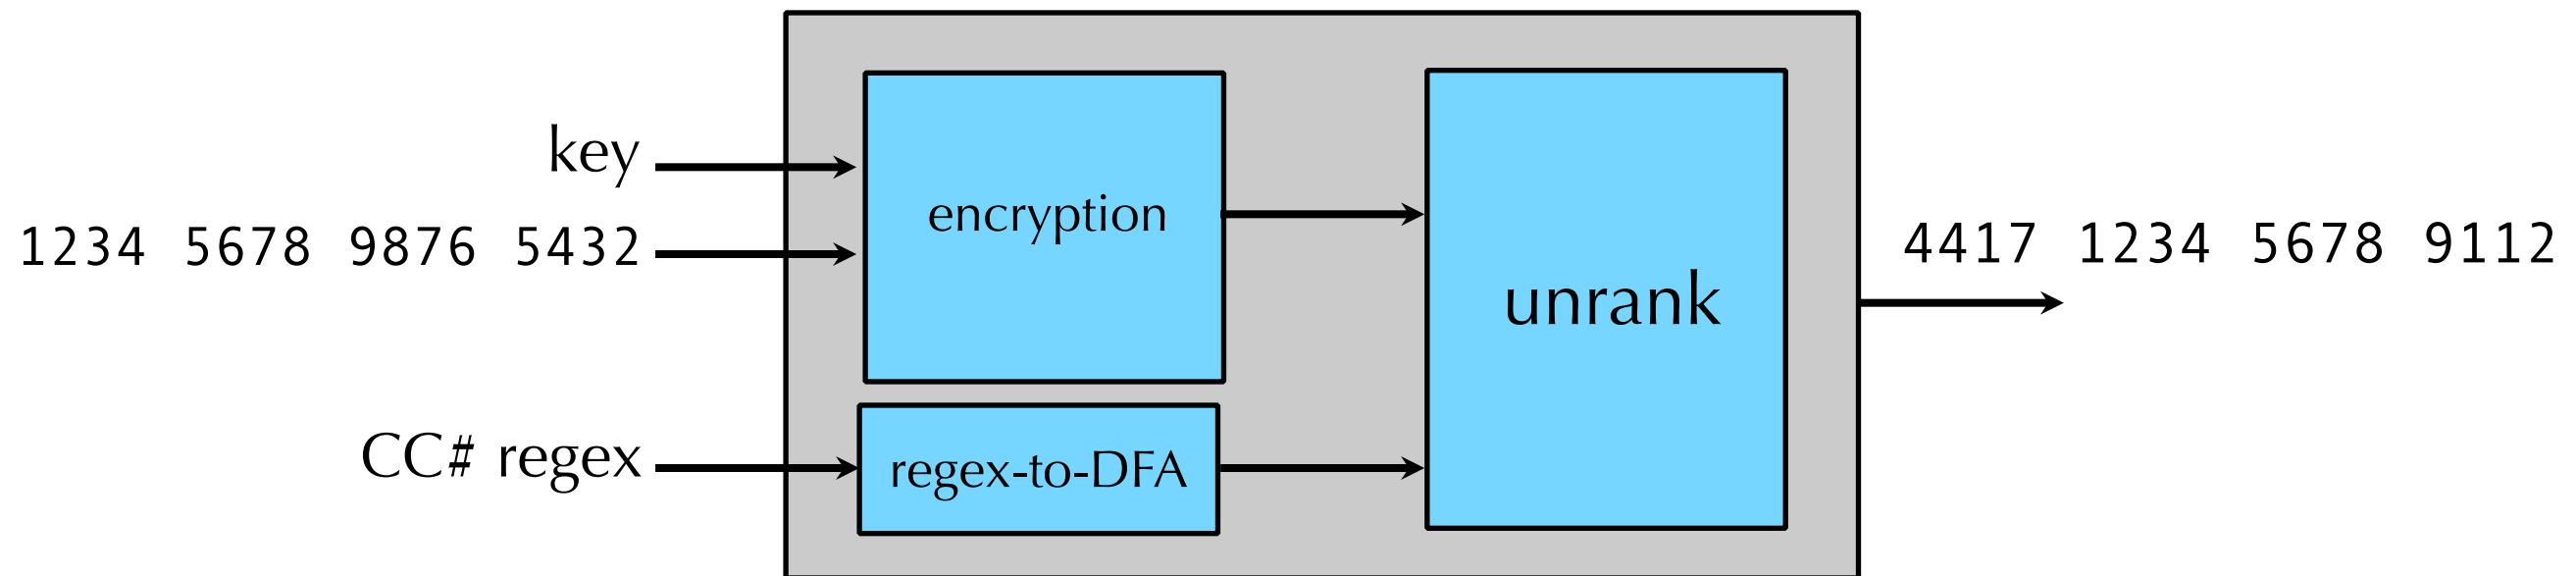 key
1234 5678 9876 5432
CC# regex
encryption
regex-to-DFA
unrank
4417 1234 5678 9112